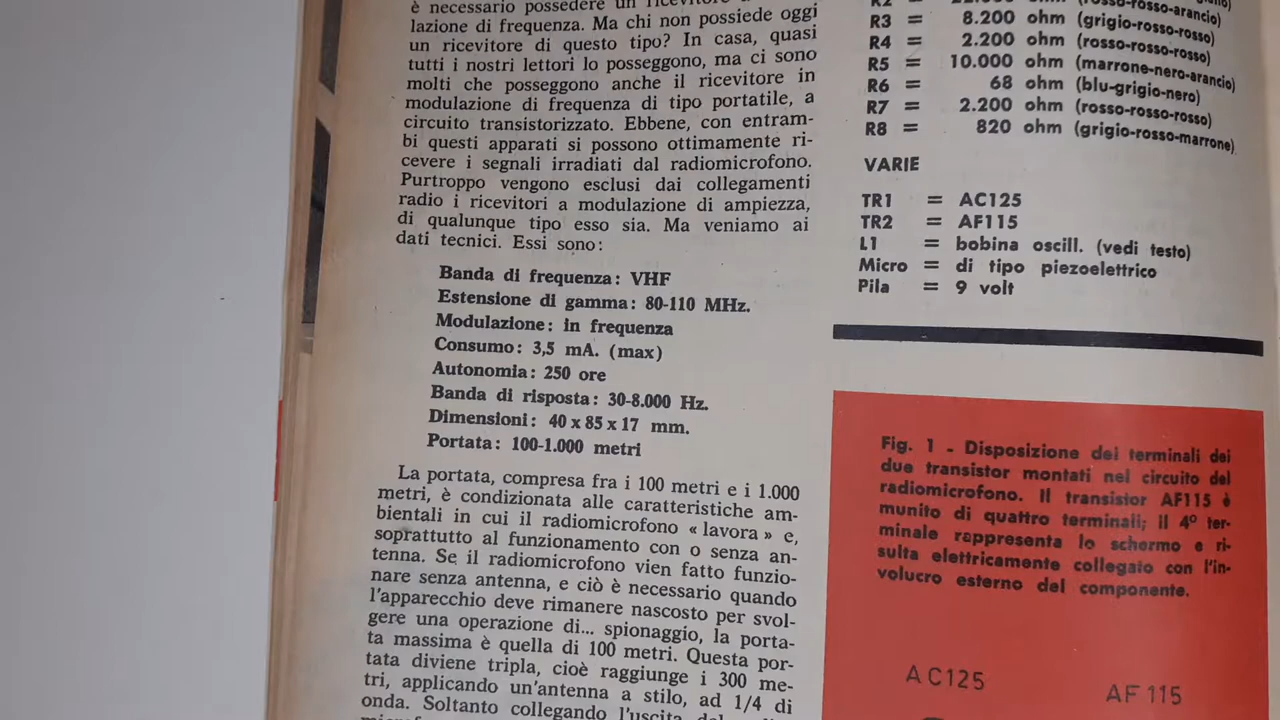 è necessario possedere un
lazione di frequenza. Ma chi non possiede oggi
un ricevitore di questo tipo? In casa, quasi
tutti i nostri lettori lo posseggono, ma ci sono
molti che posseggono anche il ricevitore in
modulazione di frequenza di tipo portatile, a
circuito transistorizzato. Ebbene, con entram-
bi questi apparati si possono ottimamente ri-
cevere i segnali irradiati dal radiomicrofono.
Purtroppo vengono esclusi dai collegamenti
radio i ricevitori a modulazione di ampiezza,
di qualunque tipo esso sia. Ma veniamo ai
dati tecnici. Essi sono:
Banda di frequenza: VHF
Estensione di gamma: 80-110 MHz.
Modulazione: in frequenza
Consumo: 3,5 mA. (max)
Autonomia: 250 ore
Banda di risposta: 30-8.000 Hz.
Dimensioni: 40 x 85 x 17 mm.
Portata: 100-1.000 metri
La portata, compresa fra i 100 metri e i 1.000
metri, è condizionata alle caratteristiche am-
bientali in cui il radiomicrofono « lavora » e,
soprattutto al funzionamento con o senza an-
tenna. Se il radiomicrofono vien fatto funzio-
nare senza antenna, e ciò è necessario quando
l'apparecchio deve rimanere nascosto per svol-
gere una operazione di... spionaggio, la porta-
ta massima è quella di 100 metri. Questa por-
tata diviene tripla, cioè raggiunge i 300 me-
tri, applicando un'antenna a stilo, ad 1/4 di
onda. Soltanto collegando l'uscita
(rosso-rosso-arancio)
R3 = 8.200 ohm (grigio-rosso-rosso)
R4 = 2.200 ohm (rosso-rosso-rosso)
R5 = 10.000 ohm (marrone-nero-arancio)
R6 = 68 ohm (blu-grigio-nero)
R7 = 2.200 ohm (rosso-rosso-rosso)
R8 = 820 ohm (grigio-rosso-marrone)
VARIE
TR1 = AC125
TR2 = AF115
L1 = bobina oscill. (vedi testo)
Micro = di tipo piezoelettrico
Pila = 9 volt
Fig. 1 - Disposizione dei terminali dei
due transistor montati nel circuito del
radiomicrofono. Il transistor AF115 è
munito di quattro terminali; il 4° ter-
minale rappresenta lo schermo e ri-
sulta elettricamente collegato con l'in-
volucro esterno del componente.
AC125
AF 115